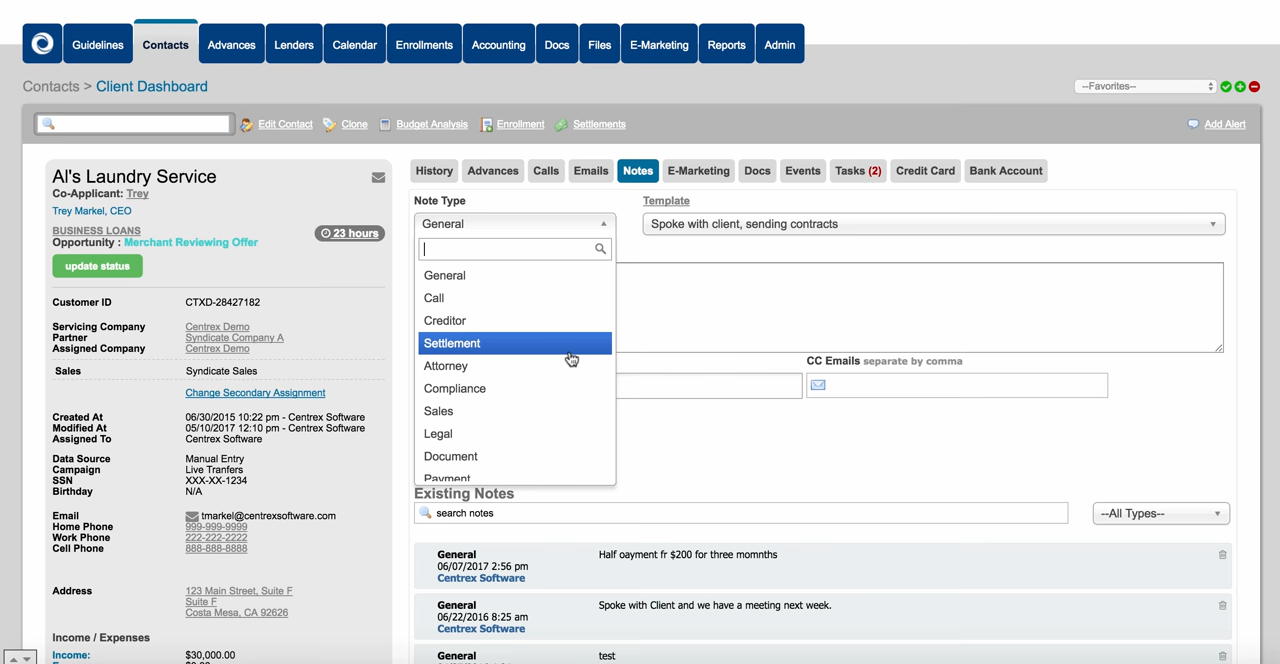 Guidelines Contacts Advances Lenders Calendar Enrollments Accounting Docs Files E-Marketing Reports Admin
Contacts > Client Dashboard
--Favorites--
Edit Contact Clone Budget Analysis Enrollment Settlements
Add Alert
Al's Laundry Service
Co-Applicant: Trey
Trey Markel, CEO
BUSINESS LOANS
Opportunity : Merchant Reviewing Offer
23 hours
update status
Customer ID CTXD-28427182
Servicing Company Centrex Demo
Partner Syndicate Company A
Assigned Company Centrex Demo
Sales Syndicate Sales
Change Secondary Assignment
Created At 06/30/2015 10:22 pm - Centrex Software
Modified At 05/10/2017 12:10 pm - Centrex Software
Assigned To Centrex Software
Data Source Manual Entry
Campaign Live Tranfers
SSN XXX-XX-1234
Birthday N/A
Email tmarkel@centrexsoftware.com
Home Phone 999-999-9999
Work Phone 222-222-2222
Cell Phone 888-888-8888
Address 123 Main Street, Suite F
Suite F
Costa Mesa, CA 92626
Income / Expenses
Income: $30,000.00
History Advances Calls Emails Notes E-Marketing Docs Events Tasks (2) Credit Card Bank Account
Note Type Template
General Spoke with client, sending contracts
General
Call
Creditor
Settlement
Attorney
Compliance
Sales
Legal
Document
Payment
CC Emails separate by comma
Existing Notes
search notes --All Types--
General Half oayment fr $200 for three momnths
06/07/2017 2:56 pm
Centrex Software
General Spoke with Client and we have a meeting next week.
06/22/2016 8:25 am
Centrex Software
General test